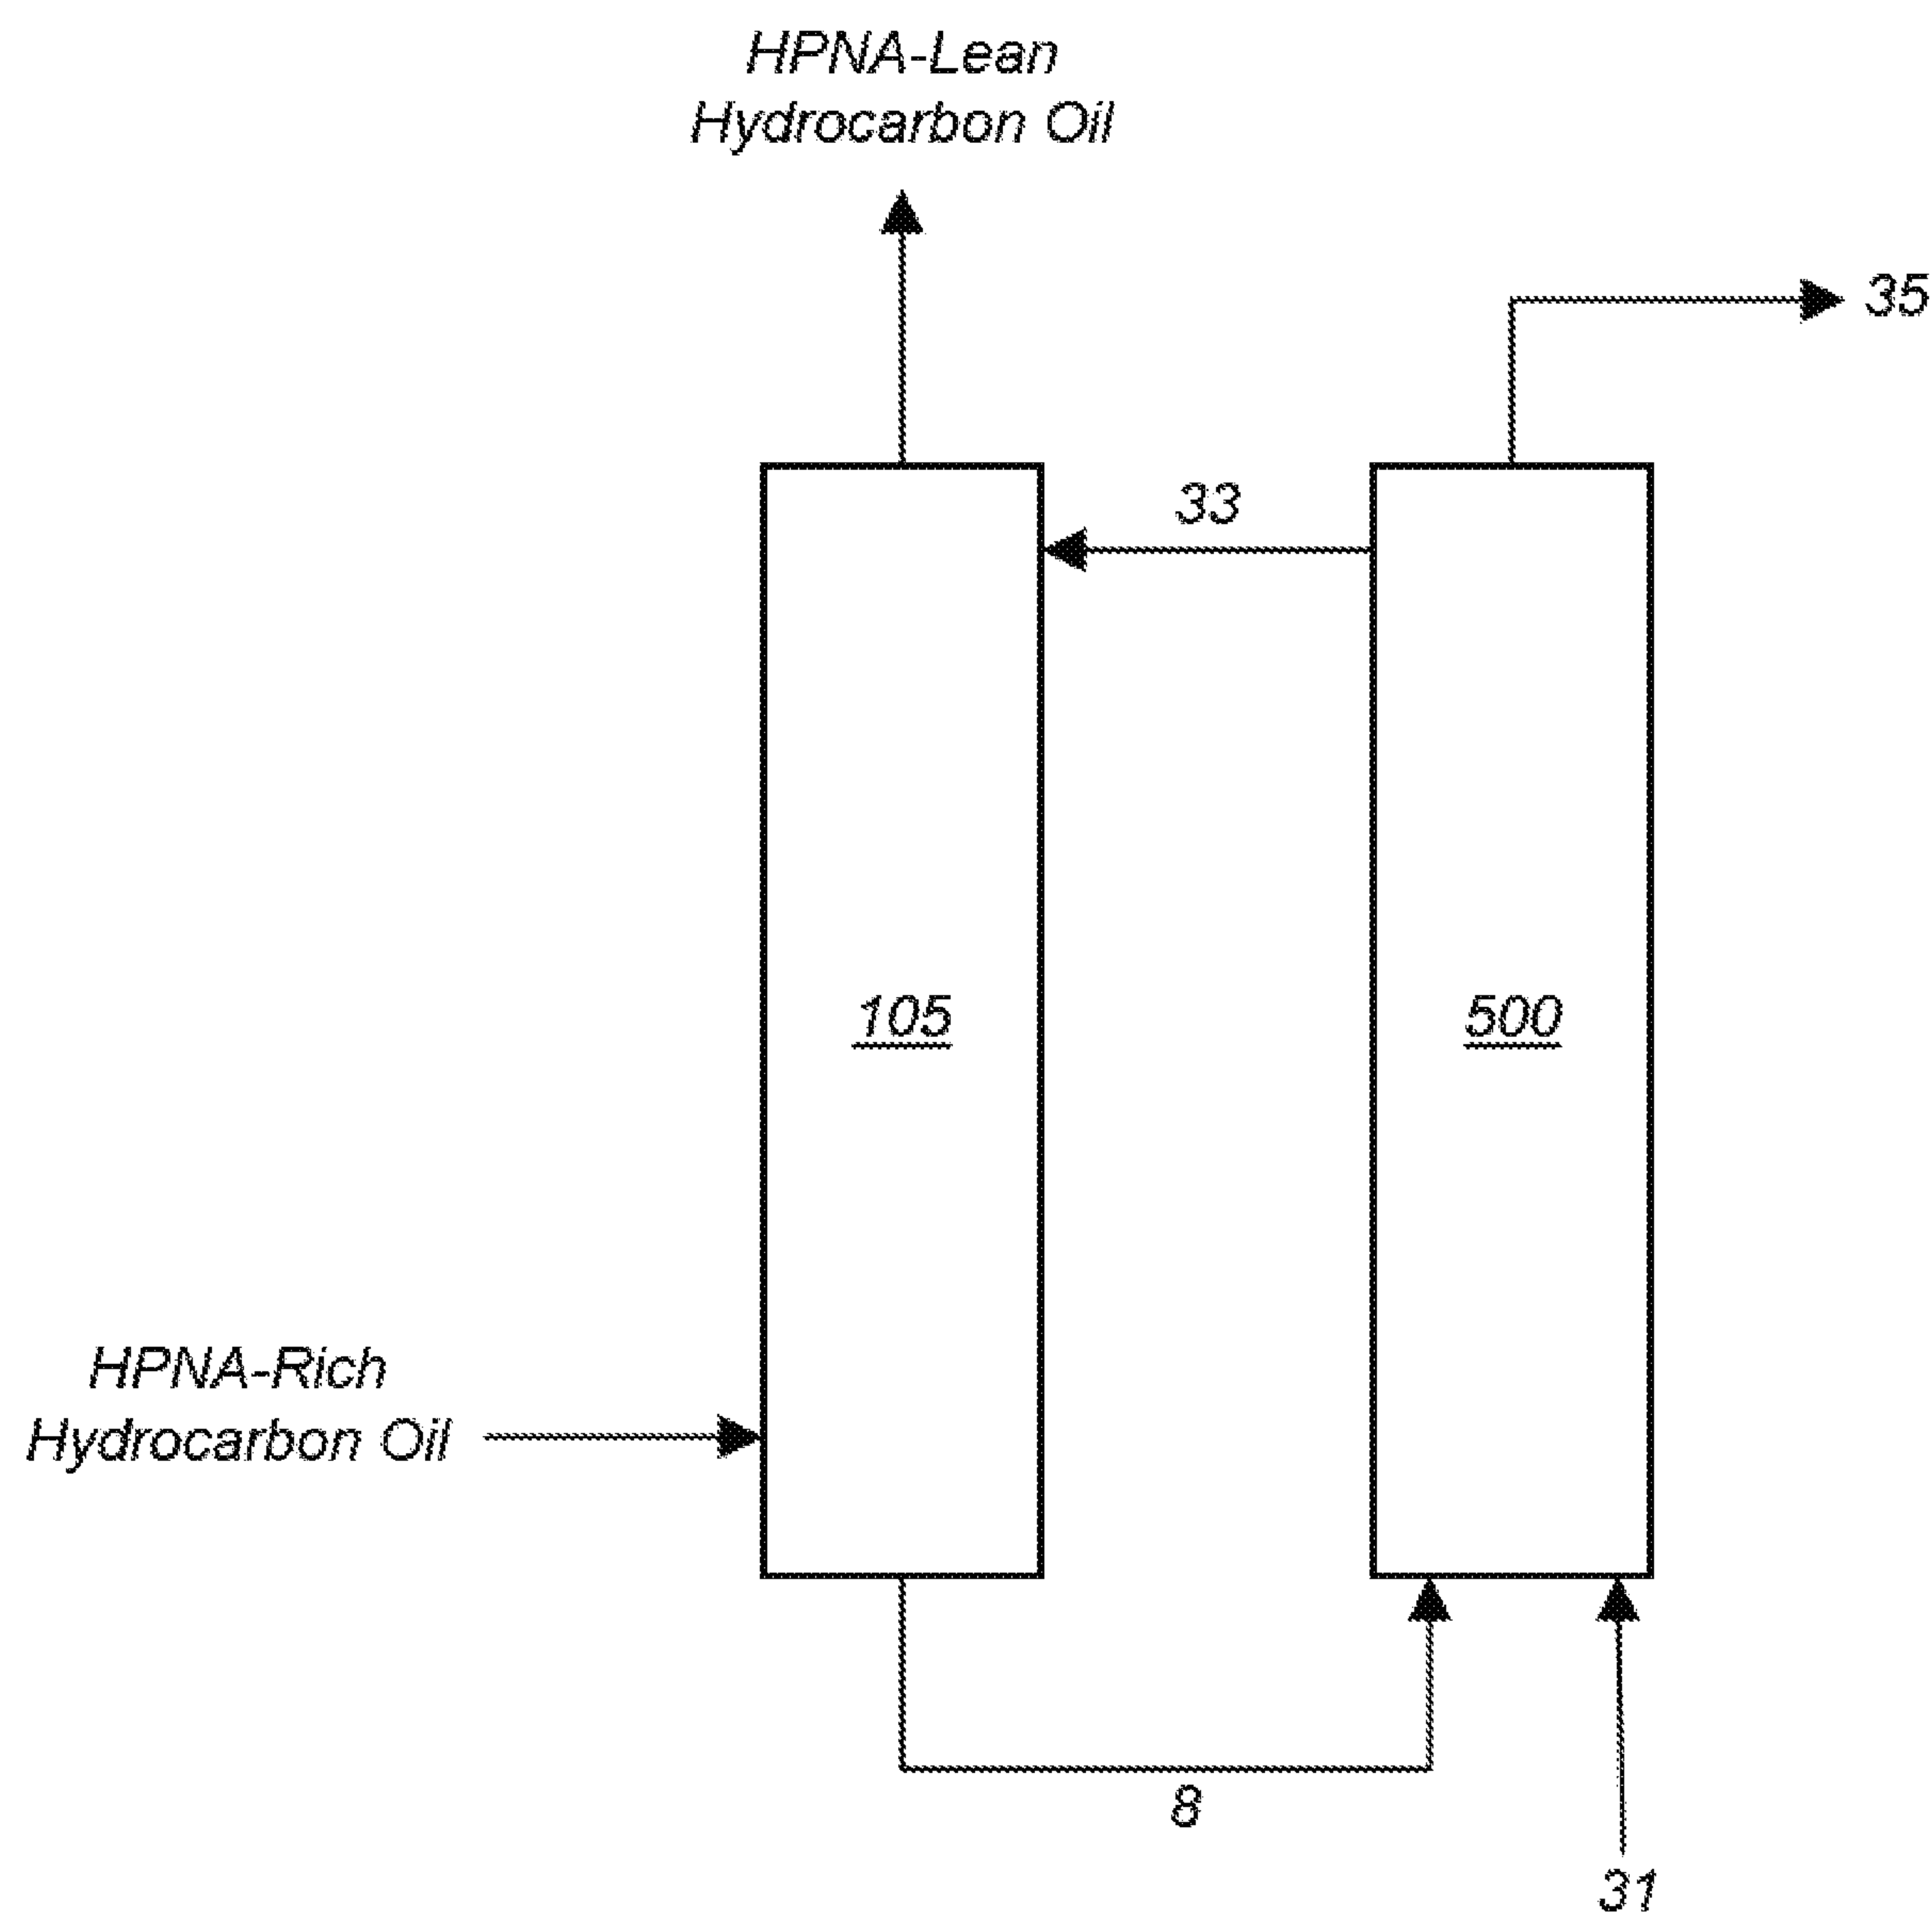 HPNA-Lean
Hydrocarbon Oil
35
33
105
500
HPNA-Rich
Hydrocarbon Oil
8
31